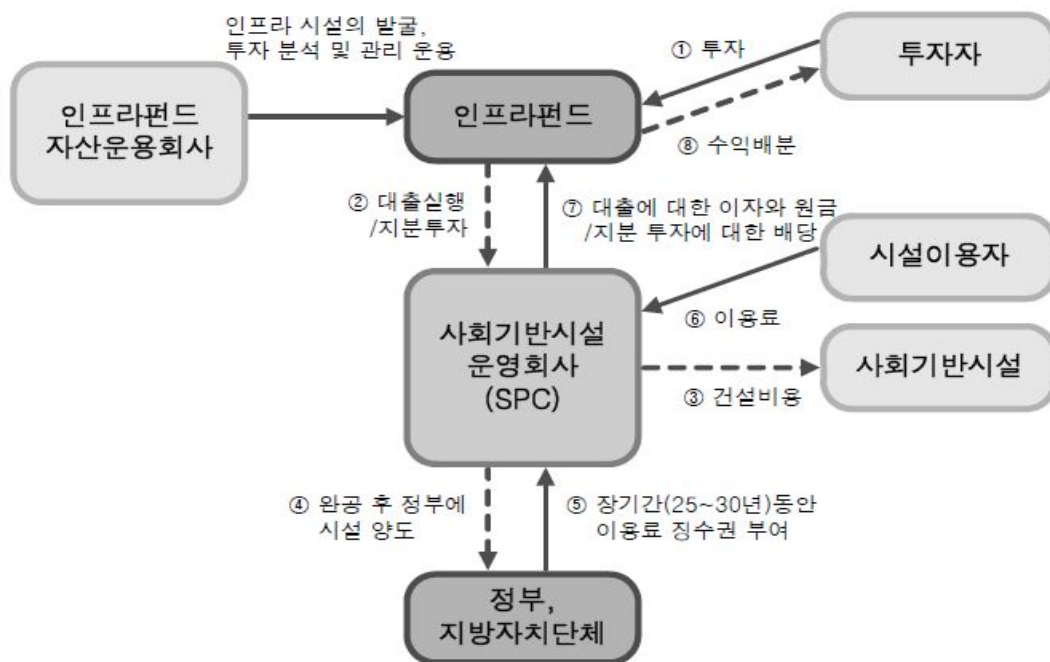 인프라 시설의 발굴,
투자 분석 및 관리 운용
① 투자
투자자
인프라펀드
자산운용회사
인프라펀드
⑧ 수익배분
② 대출실행
/지분투자
⑦ 대출에 대한 이자와 원금
/지분 투자에 대한 배당
시설이용자
⑥ 이용료
사회기반시설
운영회사
(SPC)
사회기반시설
③ 건설비용
④ 완공 후 정부에
시설 양도
⑤ 장기간(25~30년)동안
이용료 징수권 부여
정부,
지방자치단체